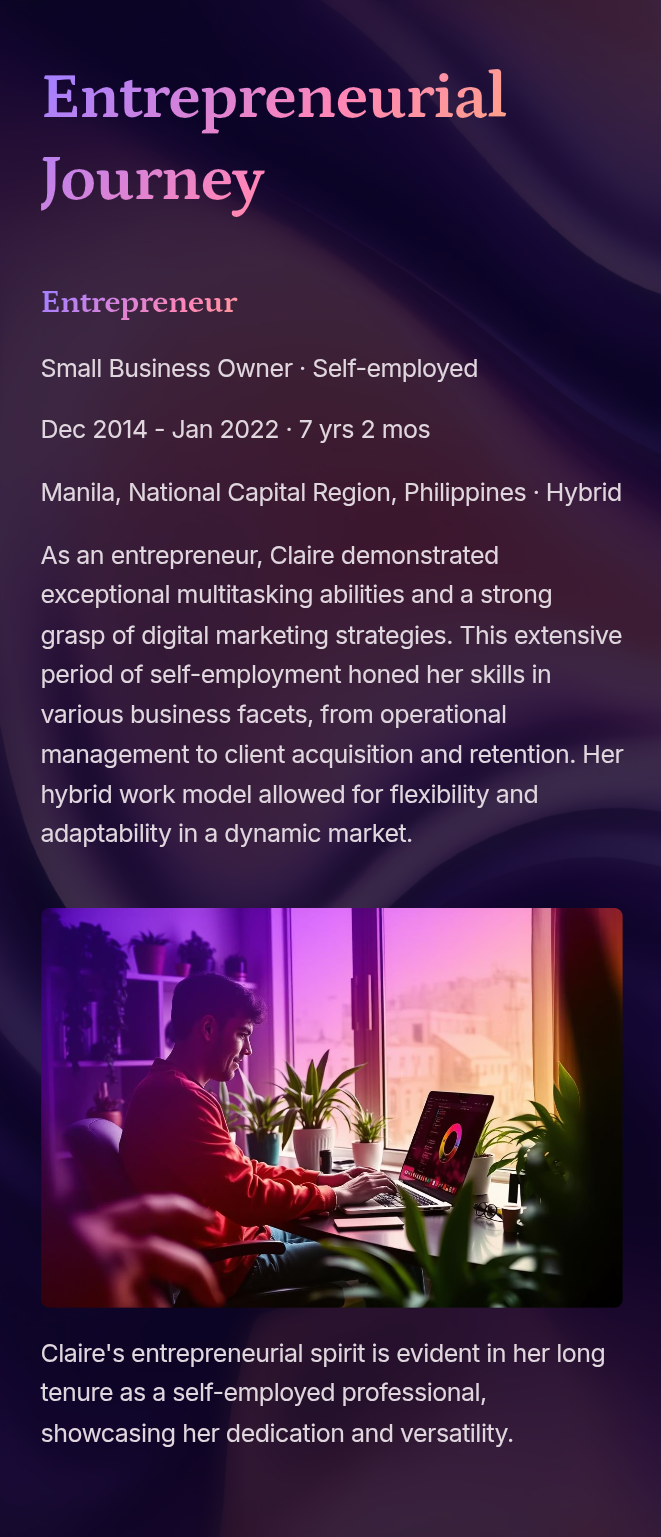 Entrepreneurial
Journey
Entrepreneur
Small Business Owner · Self-employed
Dec 2014 - Jan 2022 · 7 yrs 2 mos
Manila, National Capital Region, Philippines · Hybrid
As an entrepreneur, Claire demonstrated
exceptional multitasking abilities and a strong
grasp of digital marketing strategies. This extensive
period of self-employment honed her skills in
various business facets, from operational
management to client acquisition and retention. Her
hybrid work model allowed for flexibility and
adaptability in a dynamic market.
Claire's entrepreneurial spirit is evident in her long
tenure as a self-employed professional,
showcasing her dedication and versatility.